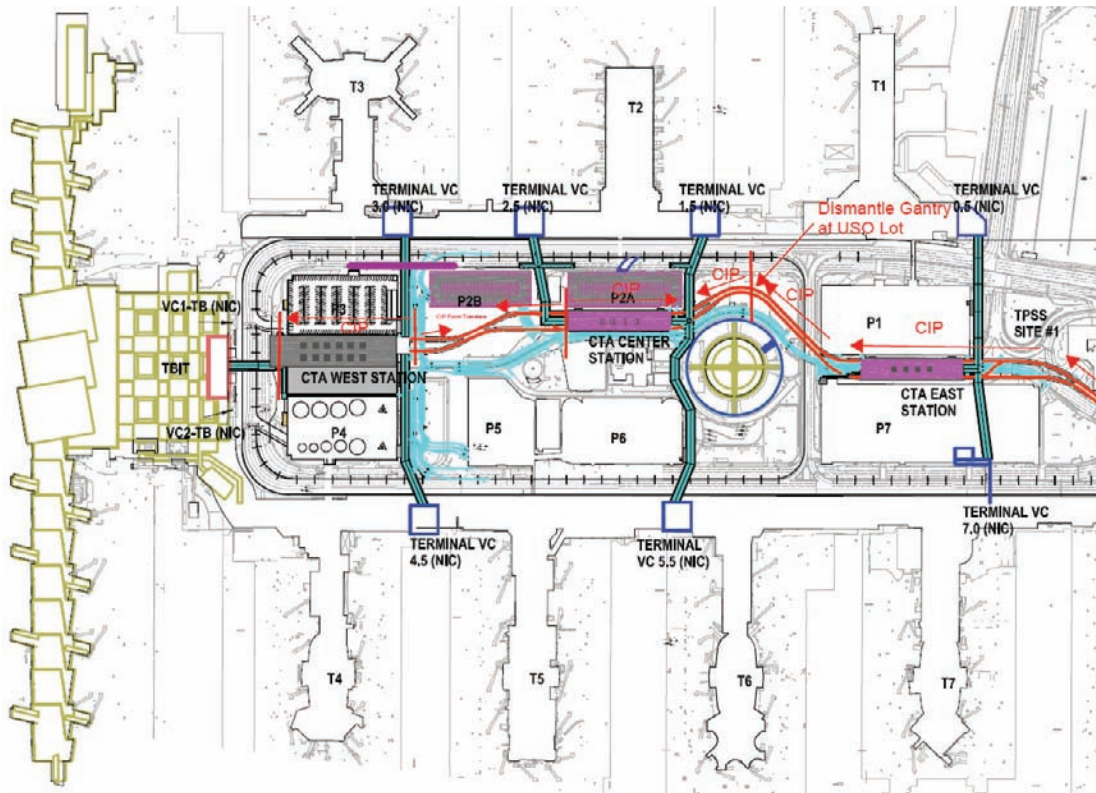 T3
T2
T1
TERMINAL VC
3.0 (NIC)
TERMINAL VC
2.5 (NIC)
TERMINAL VC
1.5 (NIC)
TERMINAL VC
0.5 (NIC)
Dismantle Gantry
at USO Lot
VC1-TB (NIC)
P3
P2B
P2A
CIP
CIP
CIP
CIP
CIP
CIP Form Travelers
P1
TPSS
SITE #1
TBIT
CTA WEST STATION
CTA CENTER
STATION
CTA EAST
STATION
VC2-TB (NIC)
P4
P5
P6
P7
TERMINAL VC
4.5 (NIC)
TERMINAL
VC 5.5 (NIC)
TERMINAL VC
7.0 (NIC)
T4
T5
T6
T7